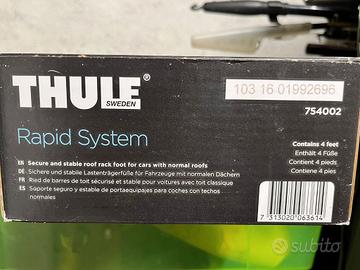 THULE®
SWEDEN
103 16 01992696
754002
Rapid System
Contains 4 feet
Enthält 4 Füße
Contient 4 pieds
Contiene 4 pies
EN Secure and stable roof rack foot for cars with normal roofs
DE Sichere und stabile Lastenträgerfüße für Fahrzeuge mit normalen Dächern
FR Pied de barres de toit sécurisé et stable pour voitures avec toit classique
ES Soporte seguro y estable de portaequipajes para coches con techos
normales
7 313020 063614
subito